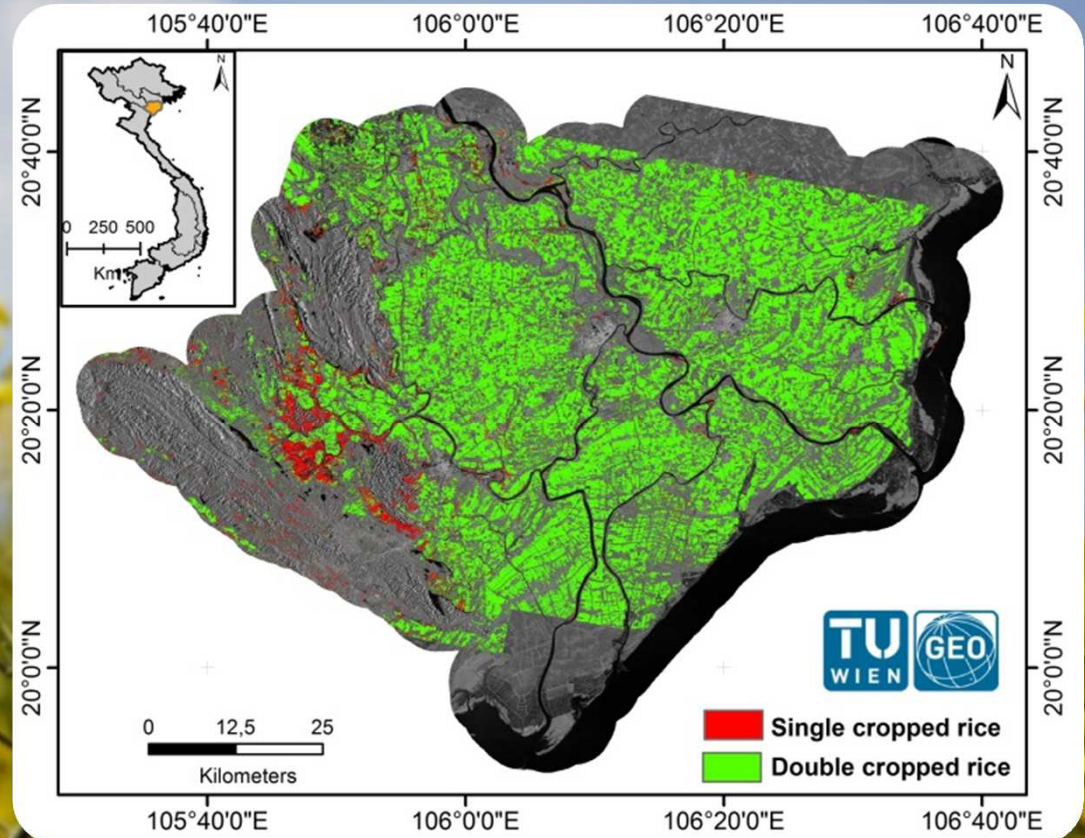 105°40'0"E
106°0'0"E
106°20'0"E
106°40'0"E
N
N
0 250 500
Km
20°40'0"N
20°20'0"N
20°0'0"N
20°40'0"N
20°20'0"N
20°0'0"N
TU
WIEN
GEO
Single cropped rice
Double cropped rice
0 12,5 25
Kilometers
105°40'0"E
106°0'0"E
106°20'0"E
106°40'0"E